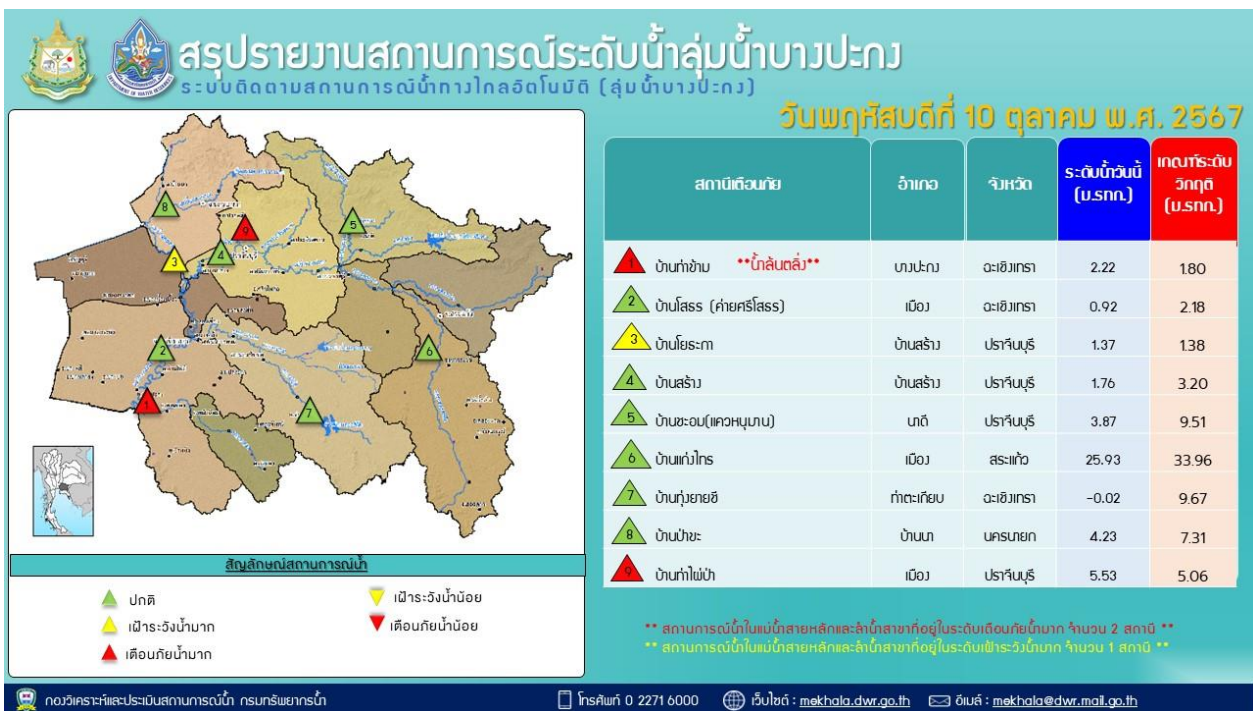 สรุปรายงานสถานการณ์ระดับน้ำลุ่มน้ำบางปะกง
ระบบติดตามสถานการณ์น้ำทางไกลอัตโนมัติ (ลุ่มน้ำบางปะกง)
วันพฤหัสบดีที่ 10 ตุลาคม พ.ศ. 2567
สถานีเตือนภัย อำเภอ จังหวัด ระดับน้ำวันนี้ (ม.รทก.) เกณฑ์ระดับวิกฤติ (ม.รทก.)
1 บ้านท่าข้าม **น้ำล้นตลิ่ง** บางปะกง ฉะเชิงเทรา 2.22 1.80
2 บ้านโสธร (ค่ายศรีโสธร) เมือง ฉะเชิงเทรา 0.92 2.18
3 บ้านโยธะกา บ้านสร้าง ปราจีนบุรี 1.37 1.38
4 บ้านสร้าง บ้านสร้าง ปราจีนบุรี 1.76 3.20
5 บ้านชะอม(แควหนุมาน) นาดี ปราจีนบุรี 3.87 9.51
6 บ้านแก่งไทร เมือง สระแก้ว 25.93 33.96
7 บ้านทุ่งยายชี ท่าตะเกียบ ฉะเชิงเทรา -0.02 9.67
8 บ้านป่าขะ บ้านนา นครนายก 4.23 7.31
9 บ้านท่าไผ่ป่า เมือง ปราจีนบุรี 5.53 5.06
** สถานการณ์น้ำในแม่น้ำสายหลักและลำน้ำสาขาที่อยู่ในระดับเตือนภัยน้ำมาก จำนวน 2 สถานี **
** สถานการณ์น้ำในแม่น้ำสายหลักและลำน้ำสาขาที่อยู่ในระดับเฝ้าระวังน้ำมาก จำนวน 1 สถานี **
8
9
5
4
3
2
6
1
7
สัญลักษณ์สถานการณ์น้ำ
ปกติ
เฝ้าระวังน้ำมาก
เตือนภัยน้ำมาก
เฝ้าระวังน้ำน้อย
เตือนภัยน้ำน้อย
กองวิเคราะห์และประเมินสถานการณ์น้ำ กรมทรัพยากรน้ำ โทรศัพท์ 0 2271 6000 เว็บไซต์ : mekhala.dwr.go.th อีเมล์ : mekhala@dwr.mail.go.th